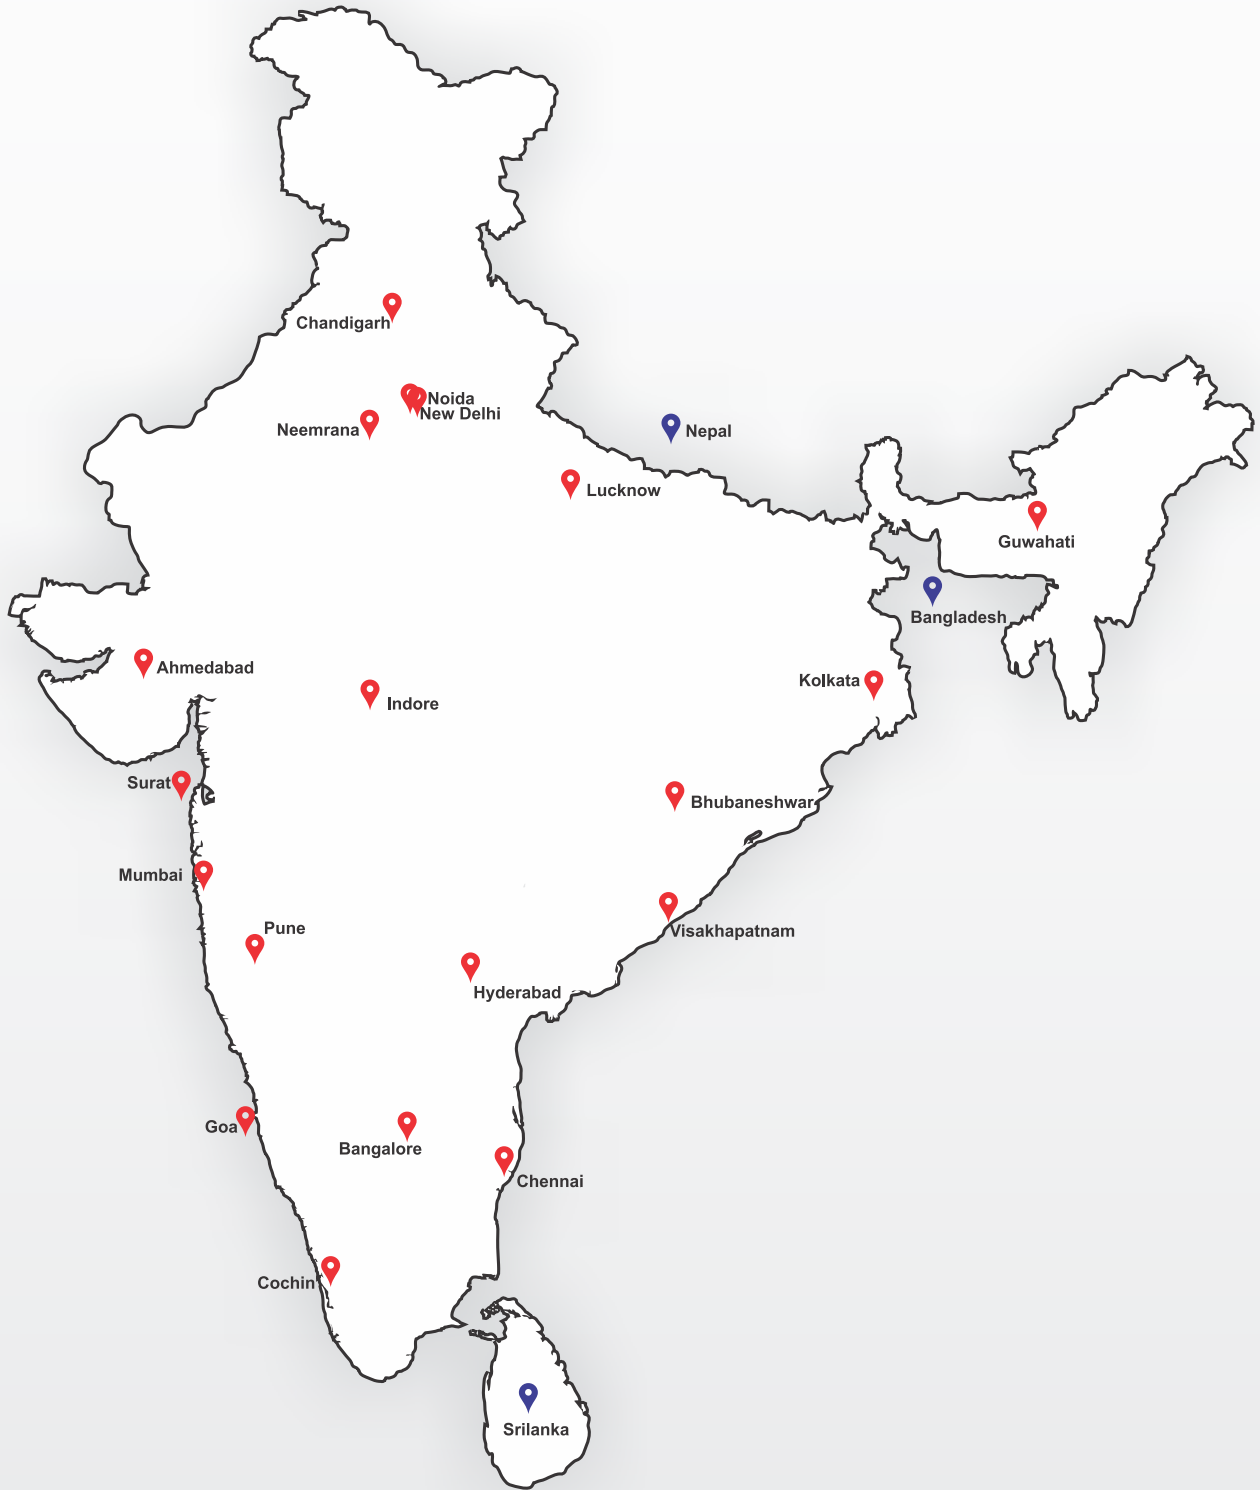 Chandigarh
Noida
New Delhi
Neemrana
Nepal
Lucknow
Guwahati
Bangladesh
Ahmedabad
Kolkata
Indore
Surat
Bhubaneshwar
Mumbai
Pune
Visakhapatnam
Hyderabad
Goa
Bangalore
Chennai
Cochin
Srilanka